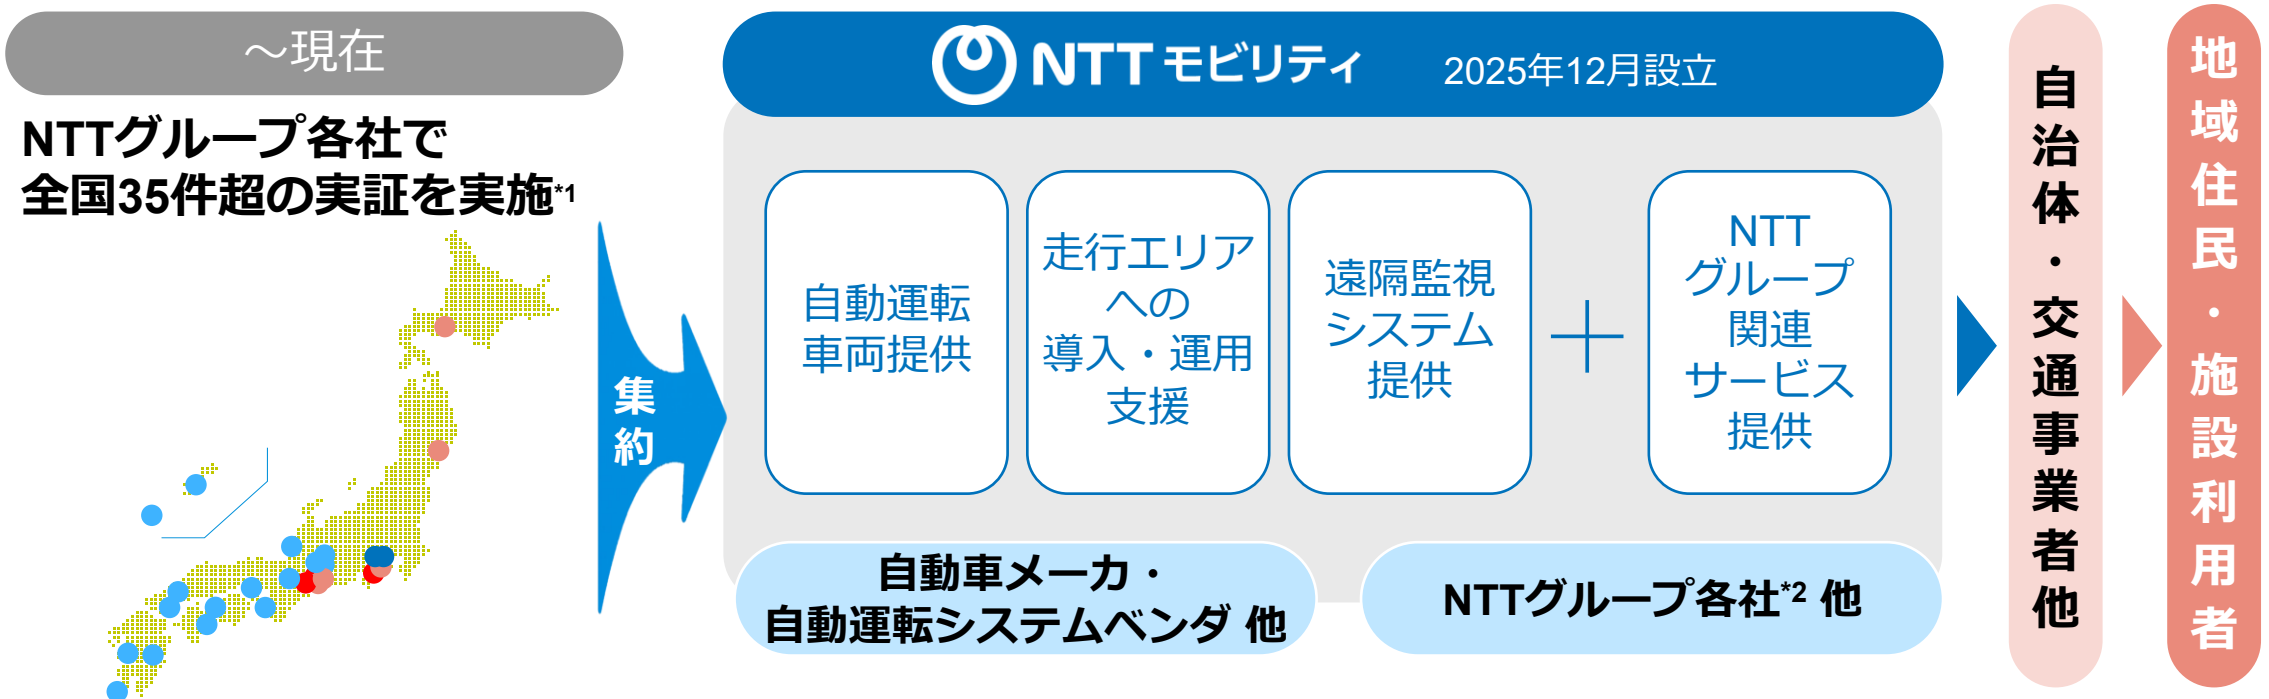 ～現在
NTTグループ各社で
全国35件超の実証を実施*1
集約
NTTモビリティ 2025年12月設立
自動運転
車両提供
走行エリア
への
導入・運用
支援
遠隔監視
システム
提供
＋
NTT
グループ
関連
サービス
提供
自動車メーカ・
自動運転システムベンダ 他
NTTグループ各社*2 他
自治体・交通事業者他
地域住民・施設利用者